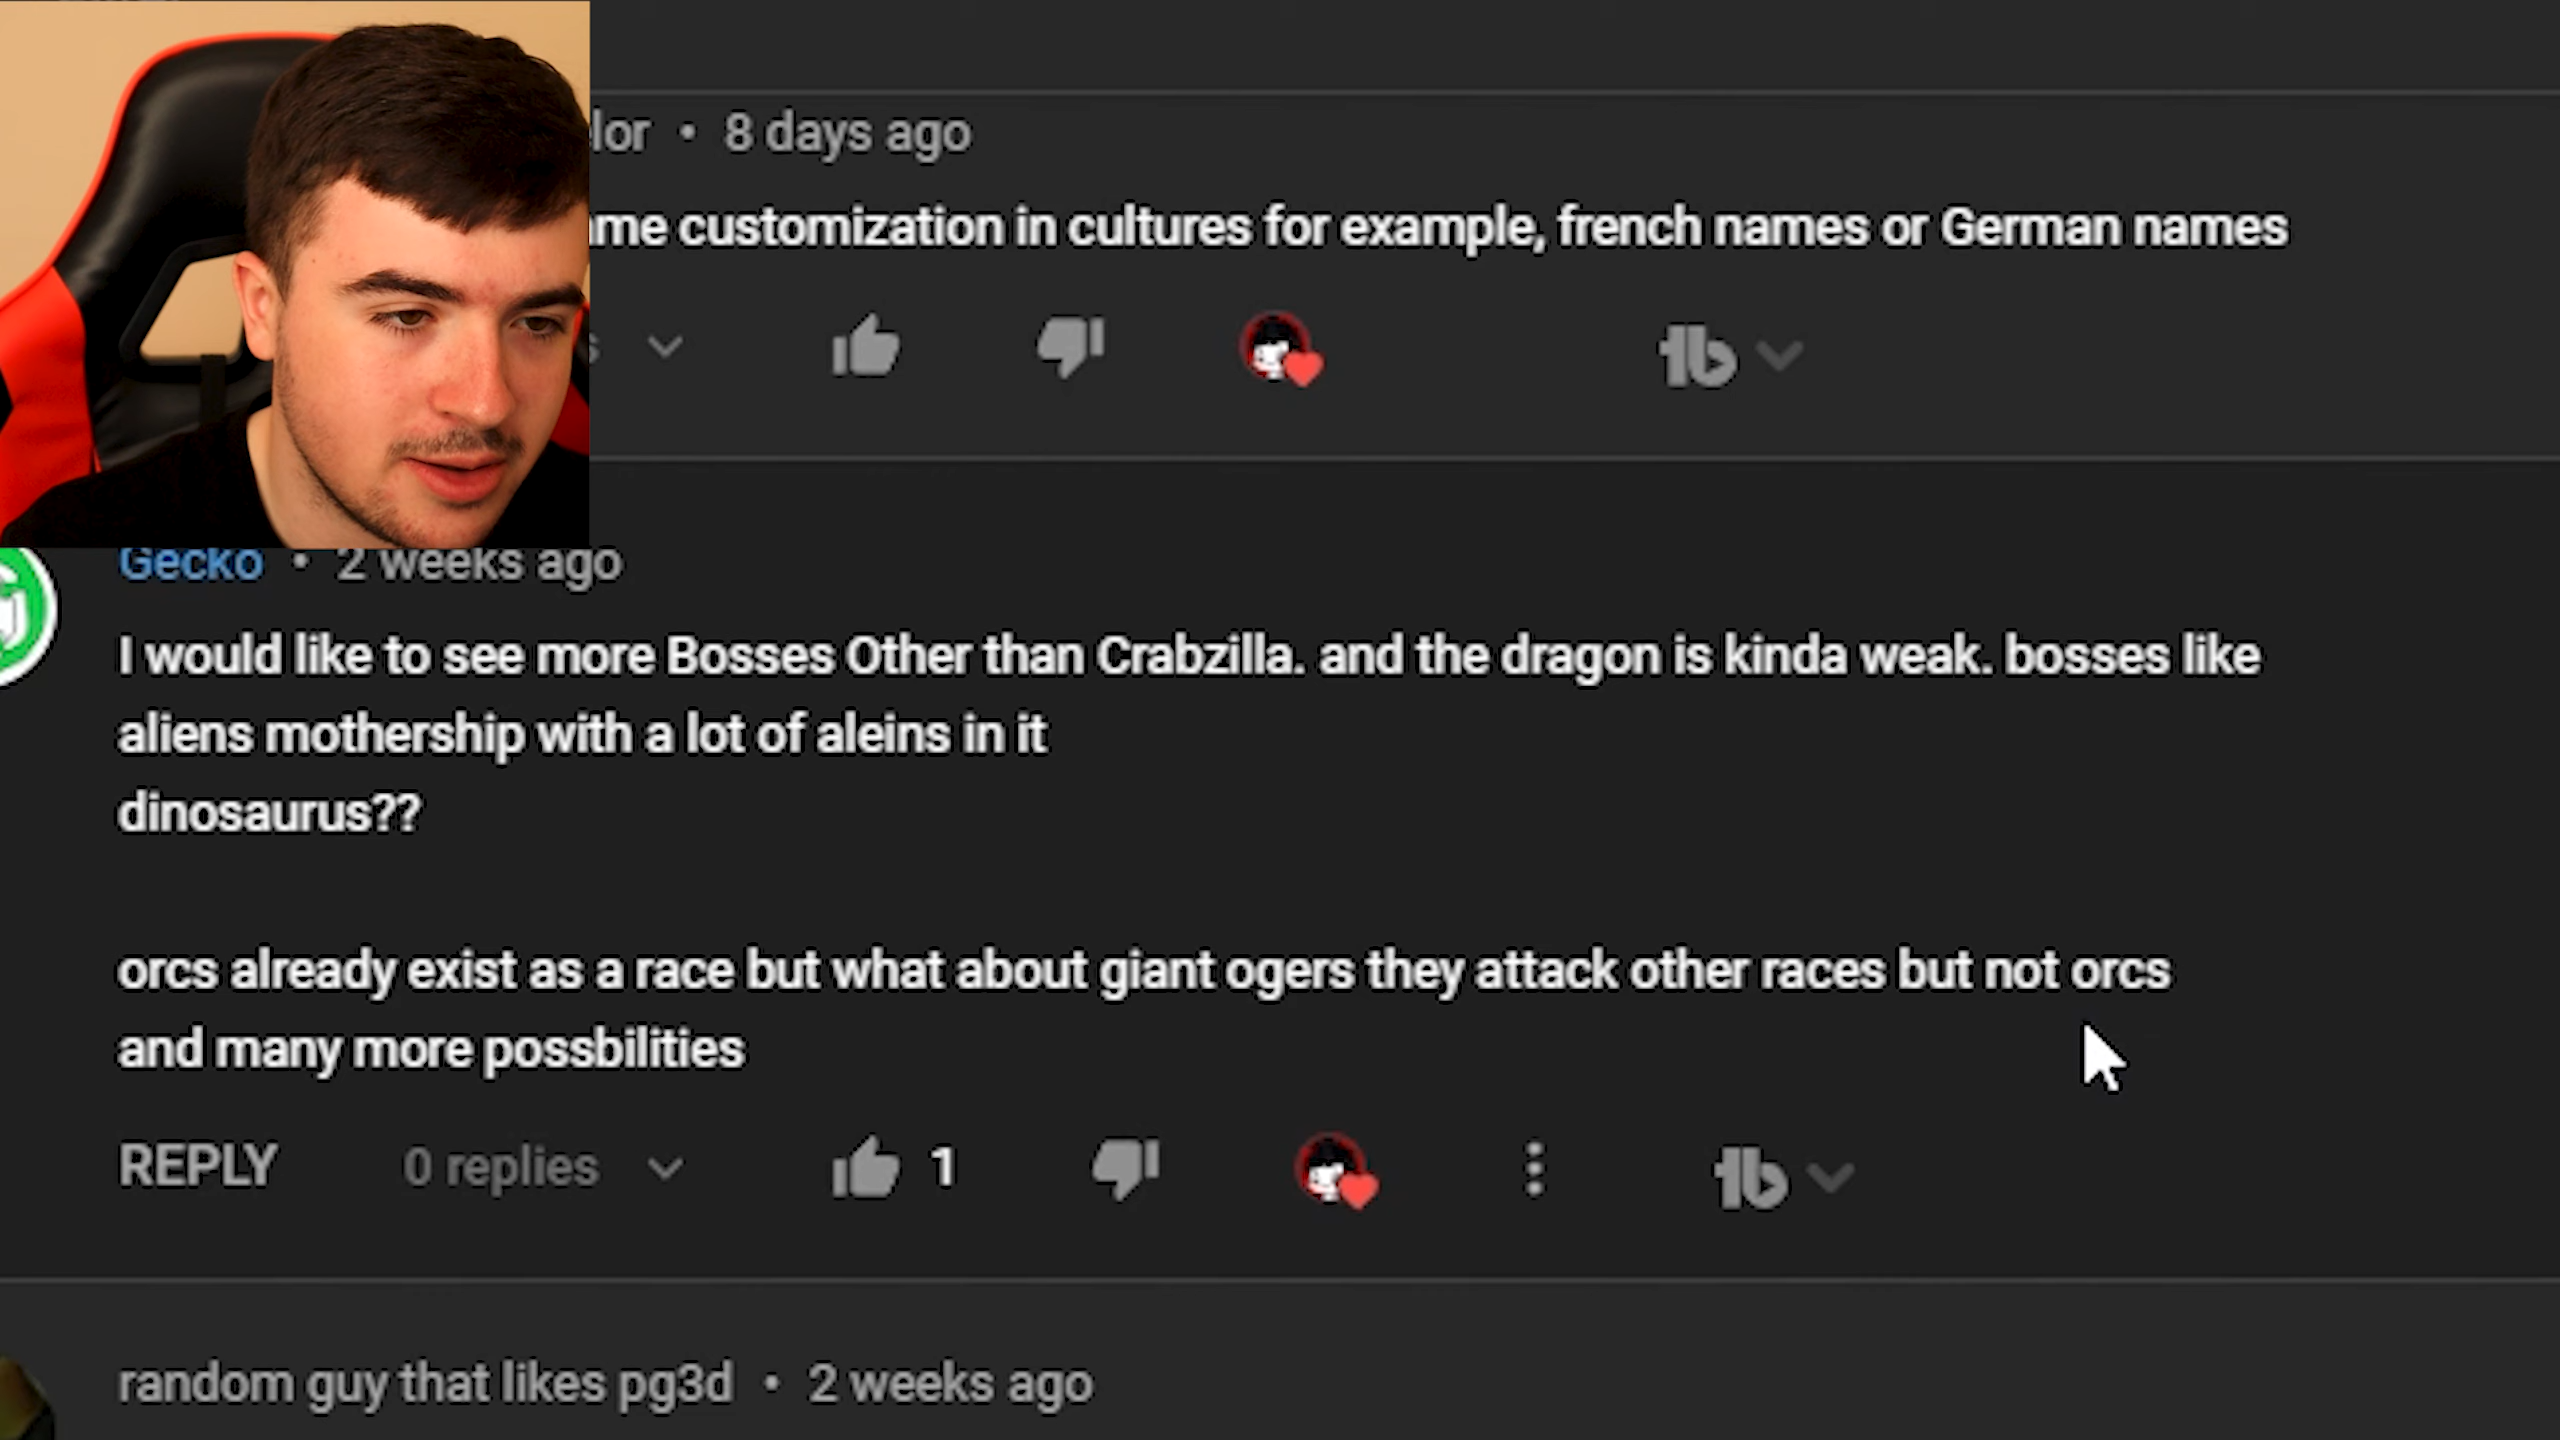 8 days ago
customization in cultures for example, french names or German names
Gecko • 2 weeks ago
I would like to see more Bosses Other than Crabzilla. and the dragon is kinda weak. bosses like
aliens mothership with a lot of aleins in it
dinosaurus??
orcs already exist as a race but what about giant ogers they attack other races but not orcs
and many more possbilities
REPLY 0 replies 1
random guy that likes pg3d • 2 weeks ago